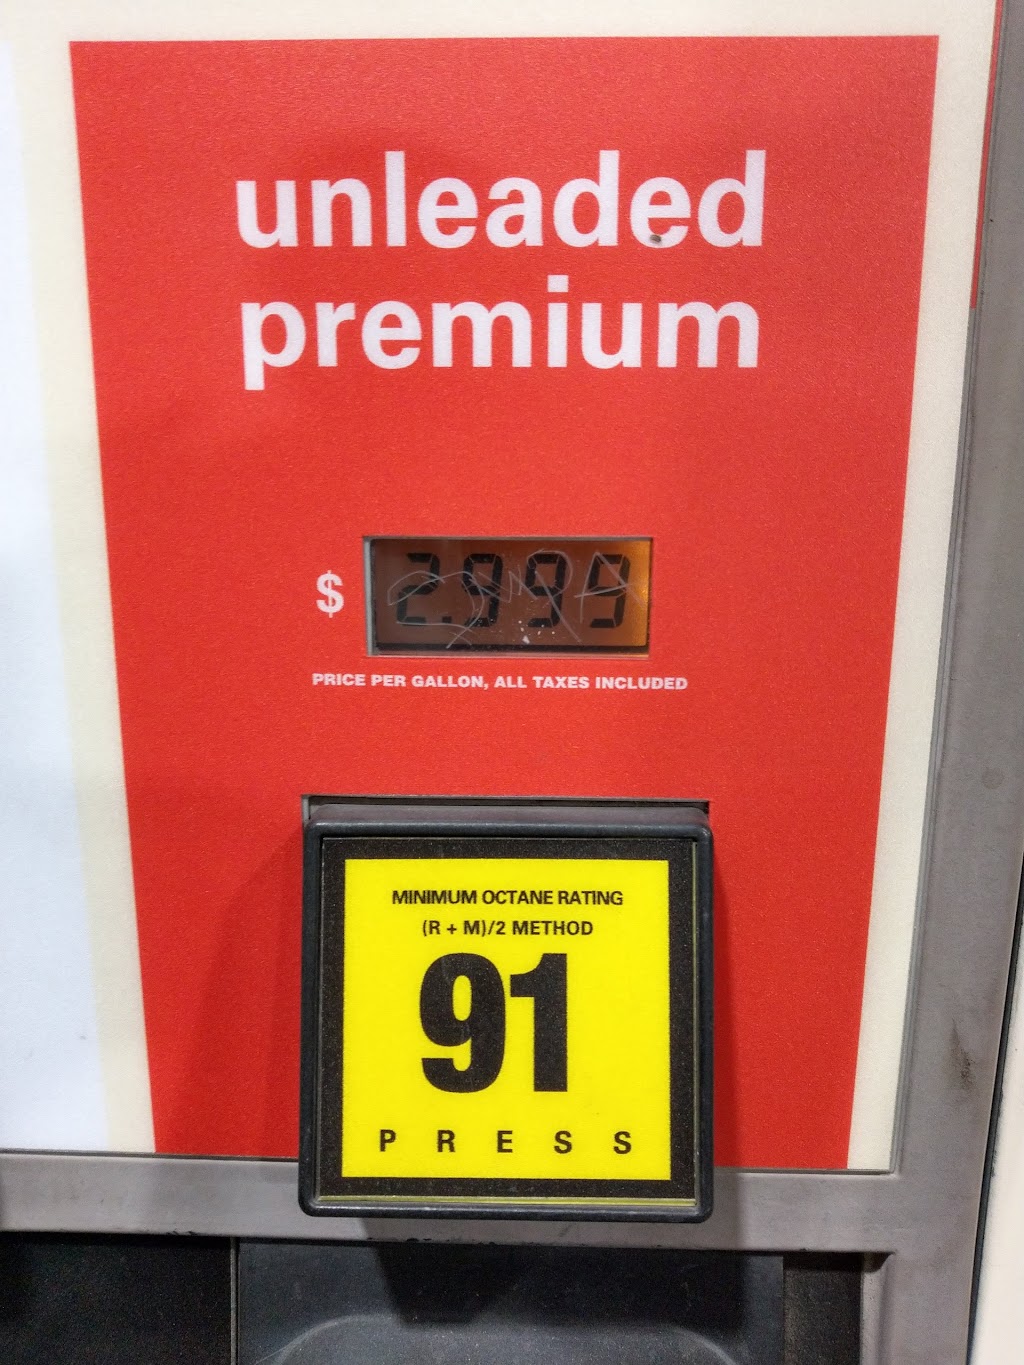 unleaded
premium
$ 2.999
PRICE PER GALLON, ALL TAXES INCLUDED
MINIMUM OCTANE RATING
(R + M)/2 METHOD
91
PRESS